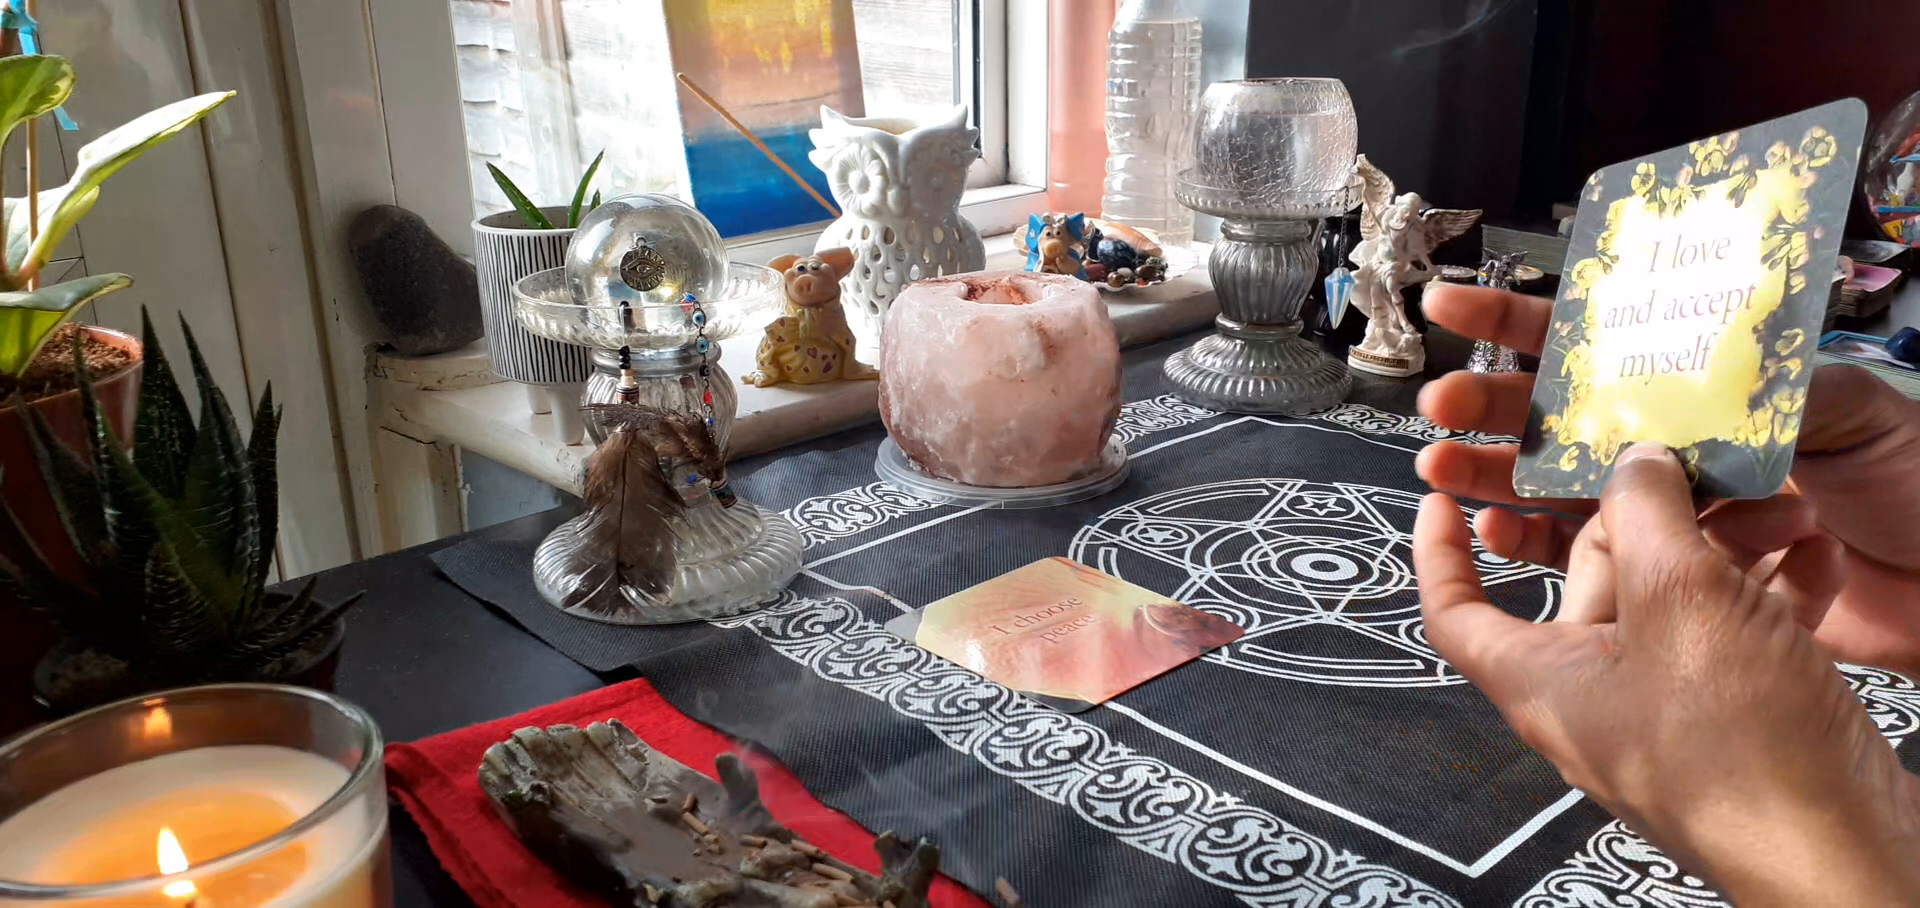 I love
and accept
myself
I choose
peace